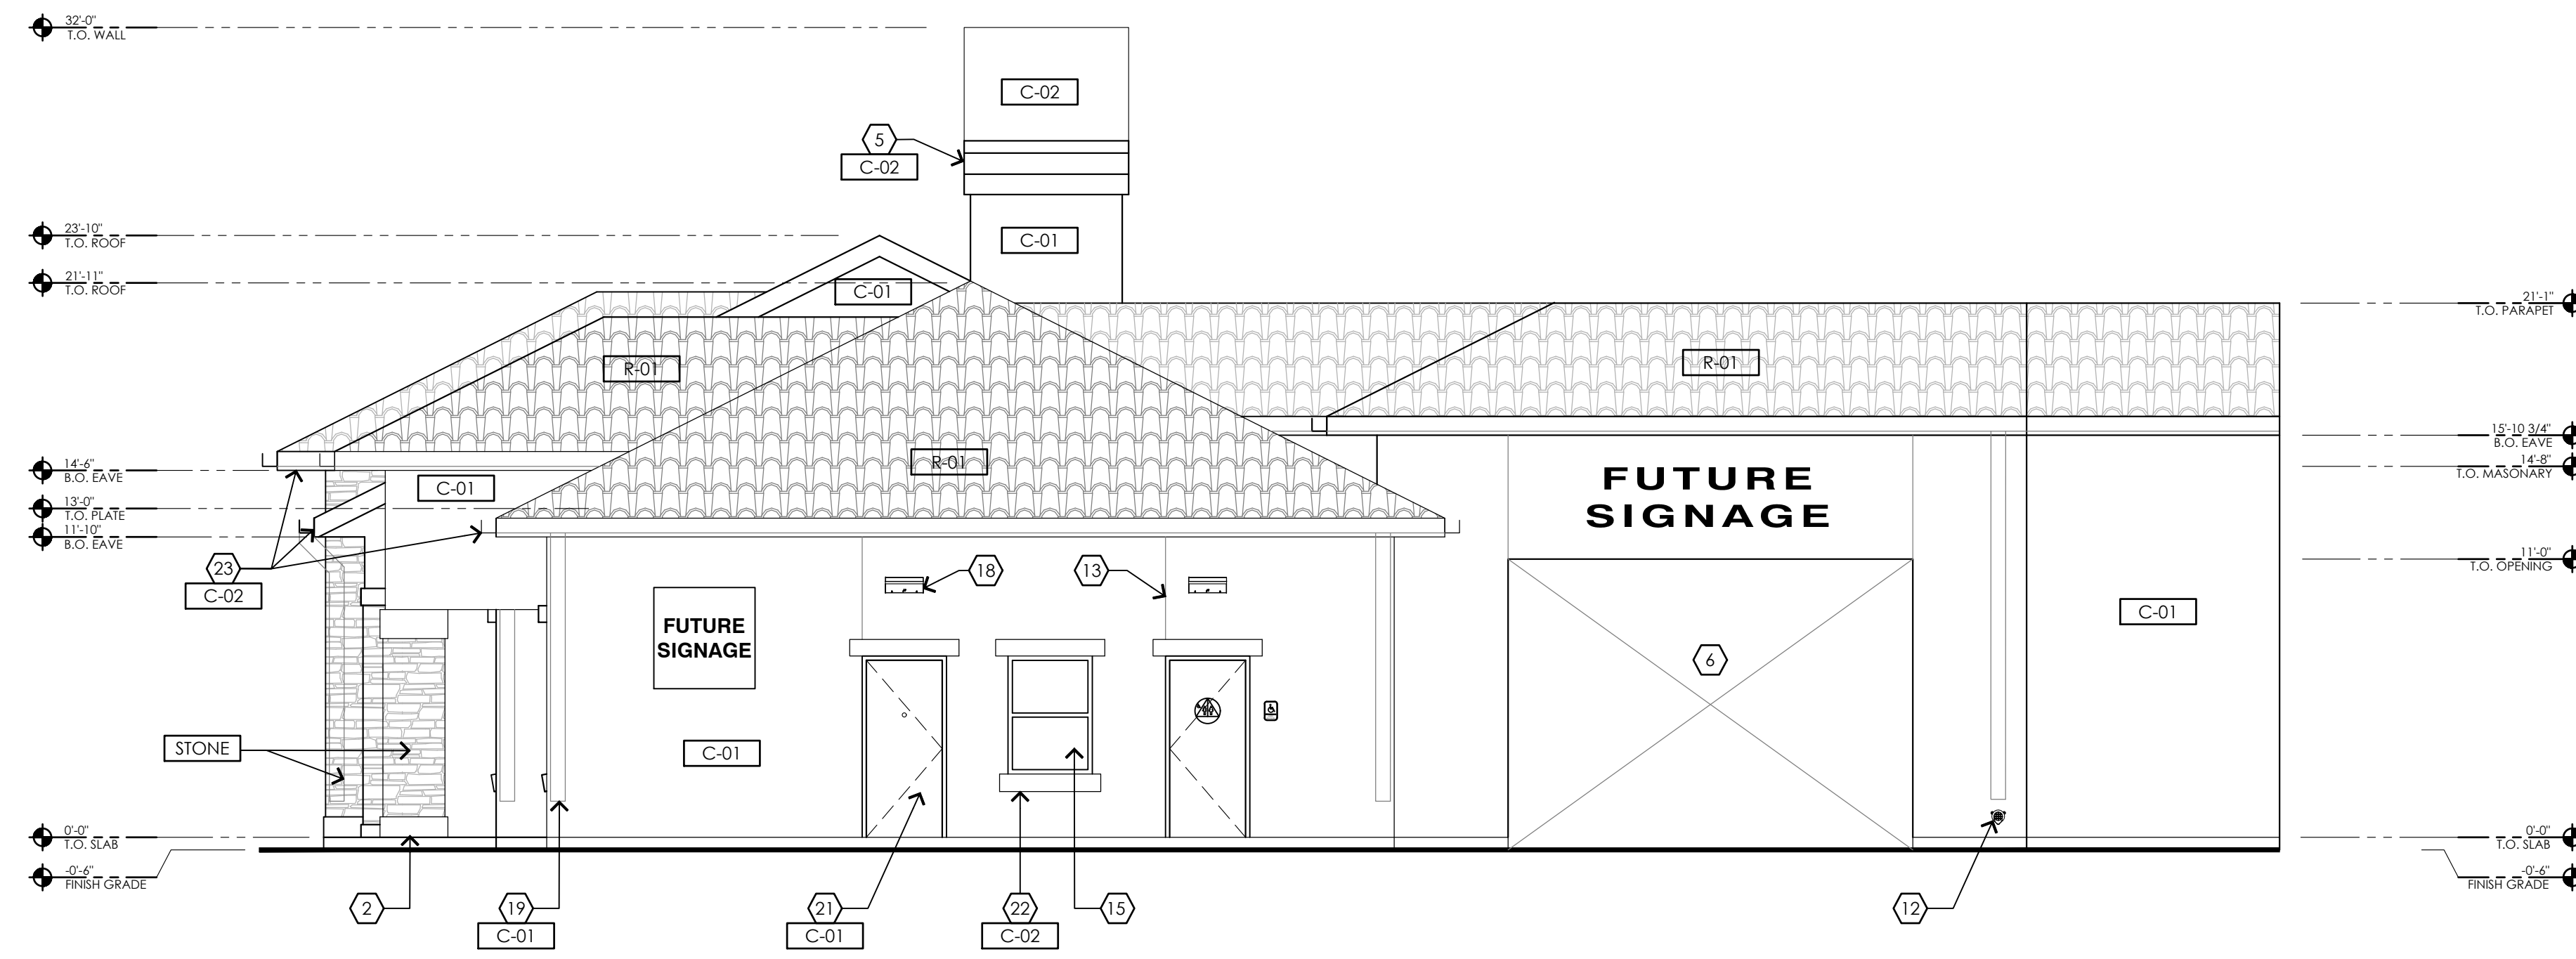 32'-0"
T.O. WALL
C-02
5
C-02
23'-10"
T.O. ROOF
C-01
21'-11"
T.O. ROOF
C-01
21'-1"
T.O. PARAPET
R-01
R-01
15'-10 3/4"
B.O. EAVE
14'-6"
B.O. EAVE
R-01
14'-8"
T.O. MASONARY
C-01
FUTURE
SIGNAGE
13'-0"
T.O. PLATE
11'-10"
B.O. EAVE
11'-0"
T.O. OPENING
23
C-02
18
13
C-01
FUTURE
SIGNAGE
6
STONE
C-01
0'-0"
T.O. SLAB
0'-0"
T.O. SLAB
-0'-6"
FINISH GRADE
-0'-6"
FINISH GRADE
2
19
C-01
21
C-01
22
C-02
15
12